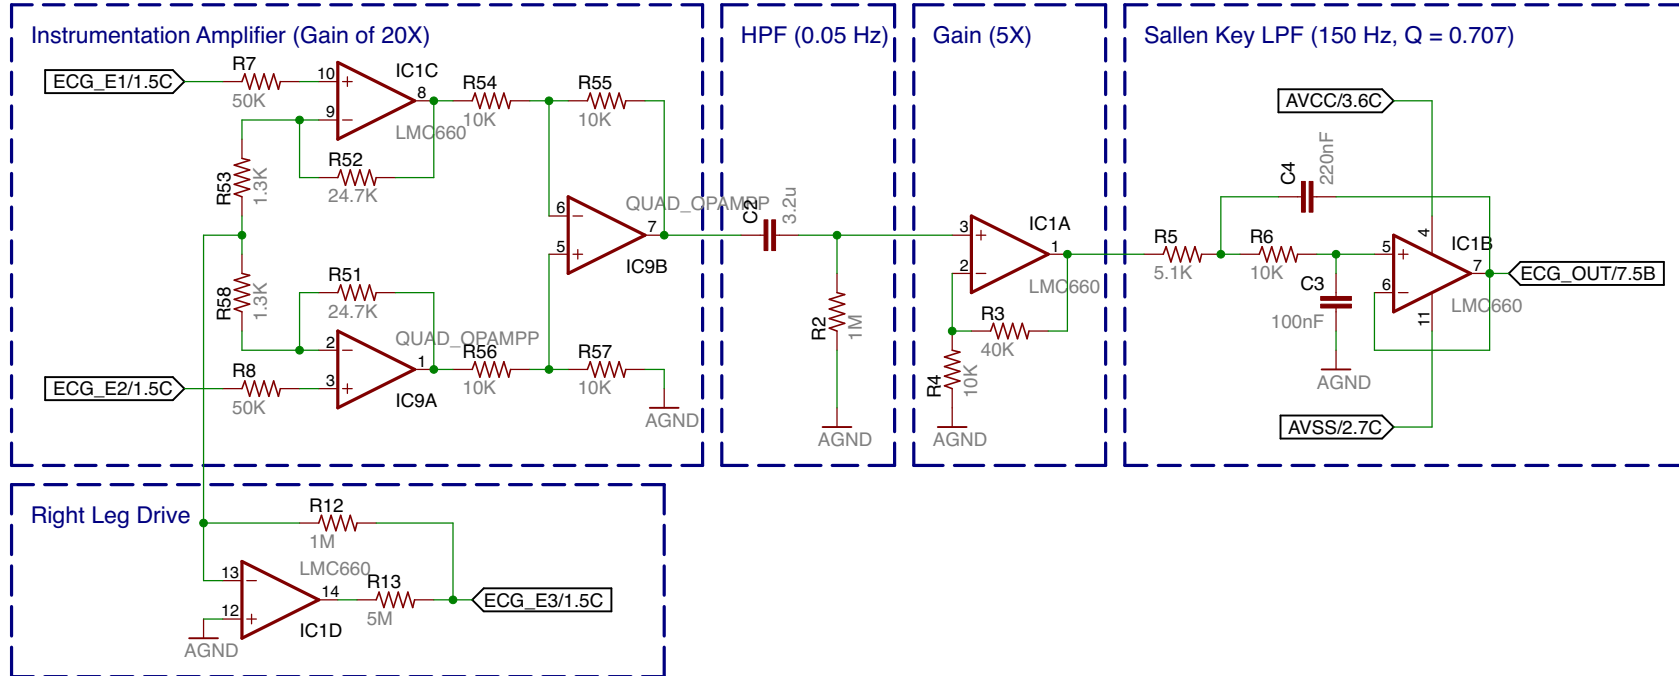 Instrumentation Amplifier (Gain of 20X)
ECG_E1/1.5C
R7
50K
10
9
8
IC1C
LMC660
R54
10K
R55
10K
R53
1.3K
R52
24.7K
R58
1.3K
R51
24.7K
6
5
7
QUAD_OPAMPP
IC9B
ECG_E2/1.5C
R8
50K
2
3
1
QUAD_OPAMPP
IC9A
R56
10K
R57
10K
AGND
HPF (0.05 Hz)
C2
3.2u
R2
1M
AGND
Gain (5X)
3
2
1
IC1A
LMC660
R3
40K
R4
10K
AGND
Sallen Key LPF (150 Hz, Q = 0.707)
AVCC/3.6C
C4
220nF
R5
5.1K
R6
10K
C3
100nF
AGND
4
5
6
7
11
IC1B
LMC660
ECG_OUT/7.5B
AVSS/2.7C
Right Leg Drive
R12
1M
LMC660
13
12
14
R13
5M
IC1D
AGND
ECG_E3/1.5C